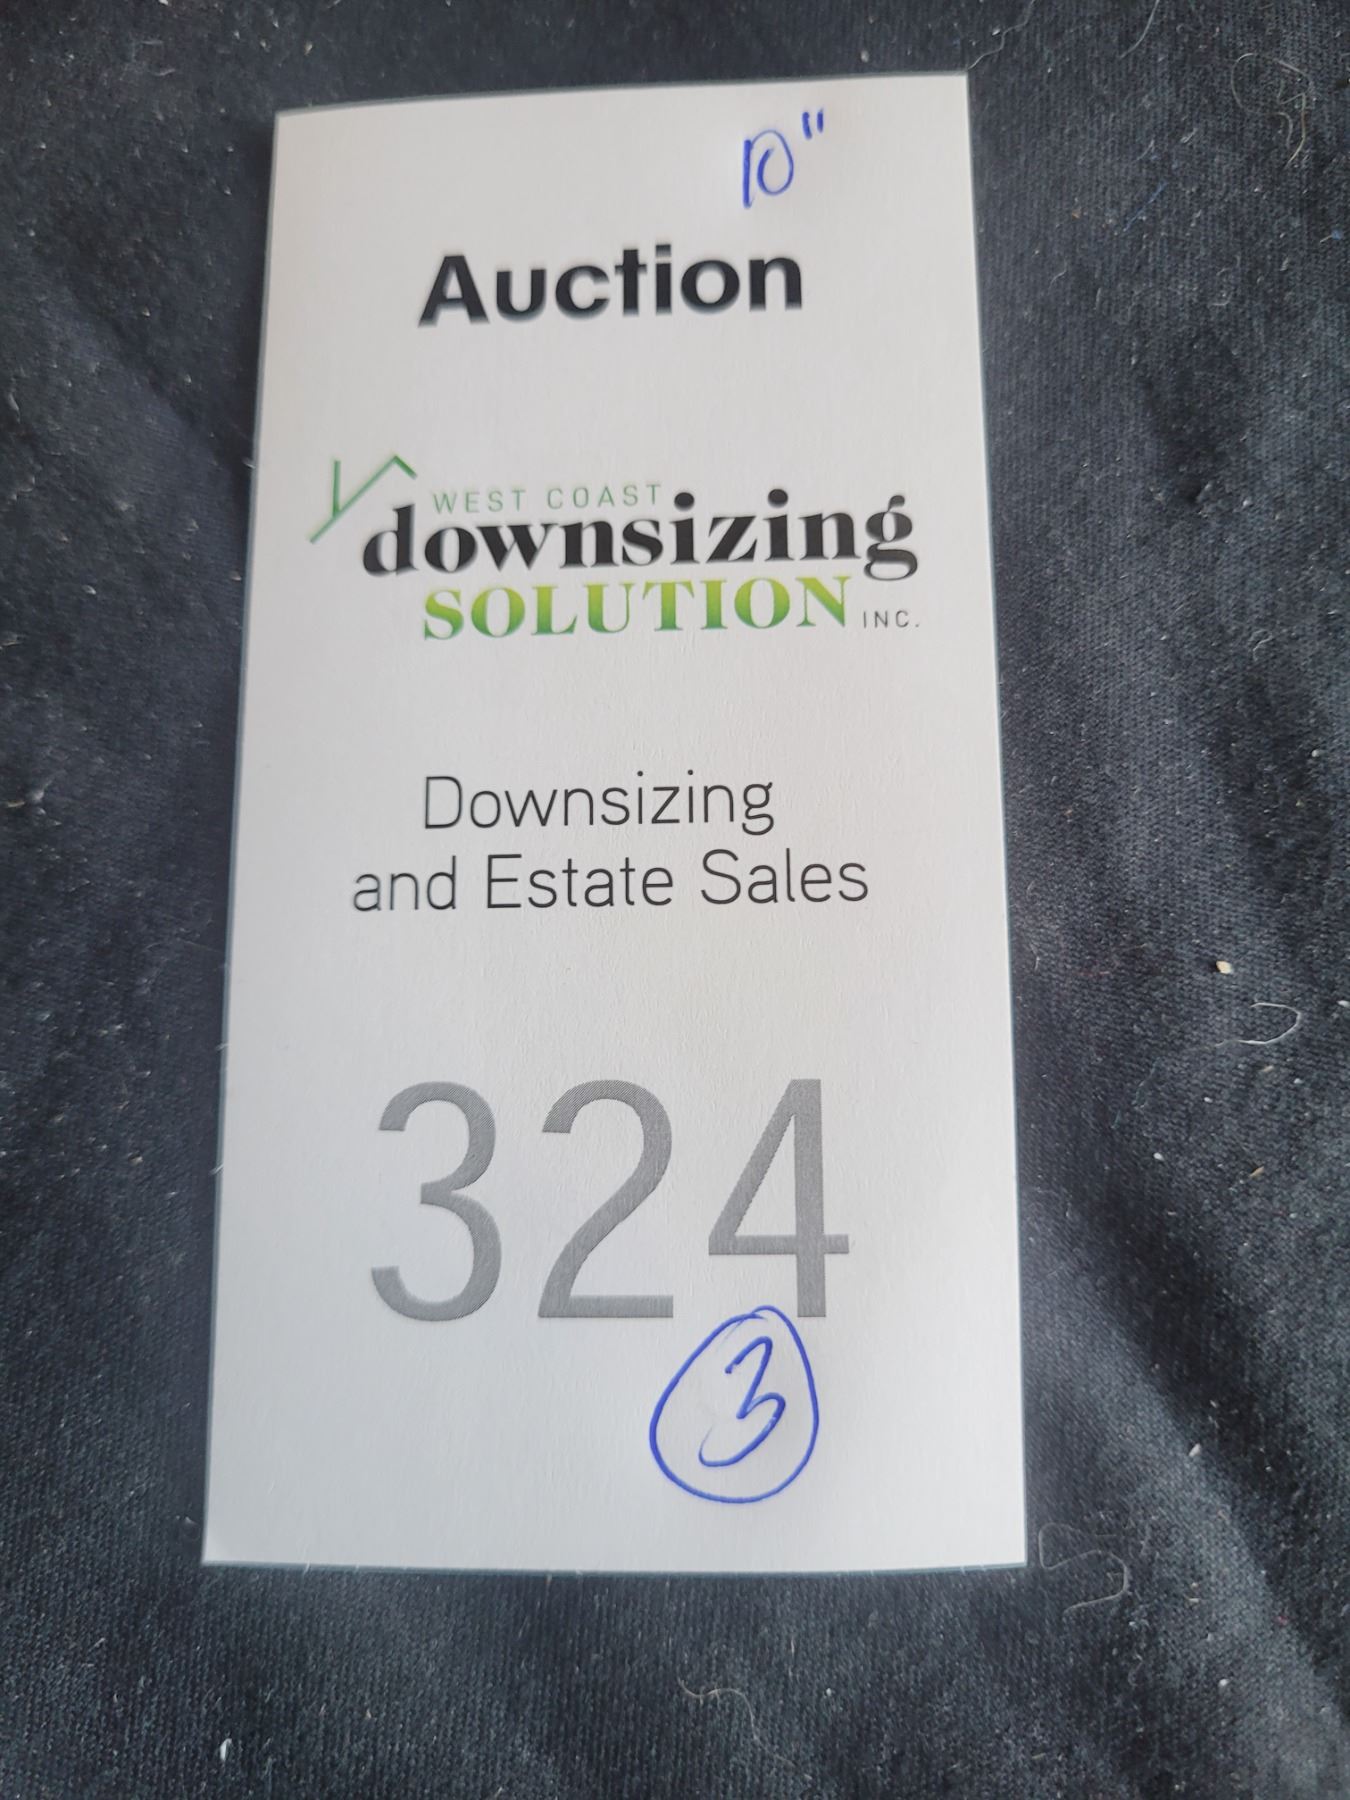 10"
Auction
WEST COAST
downsizing
SOLUTION INC.
Downsizing
and Estate Sales
324
3